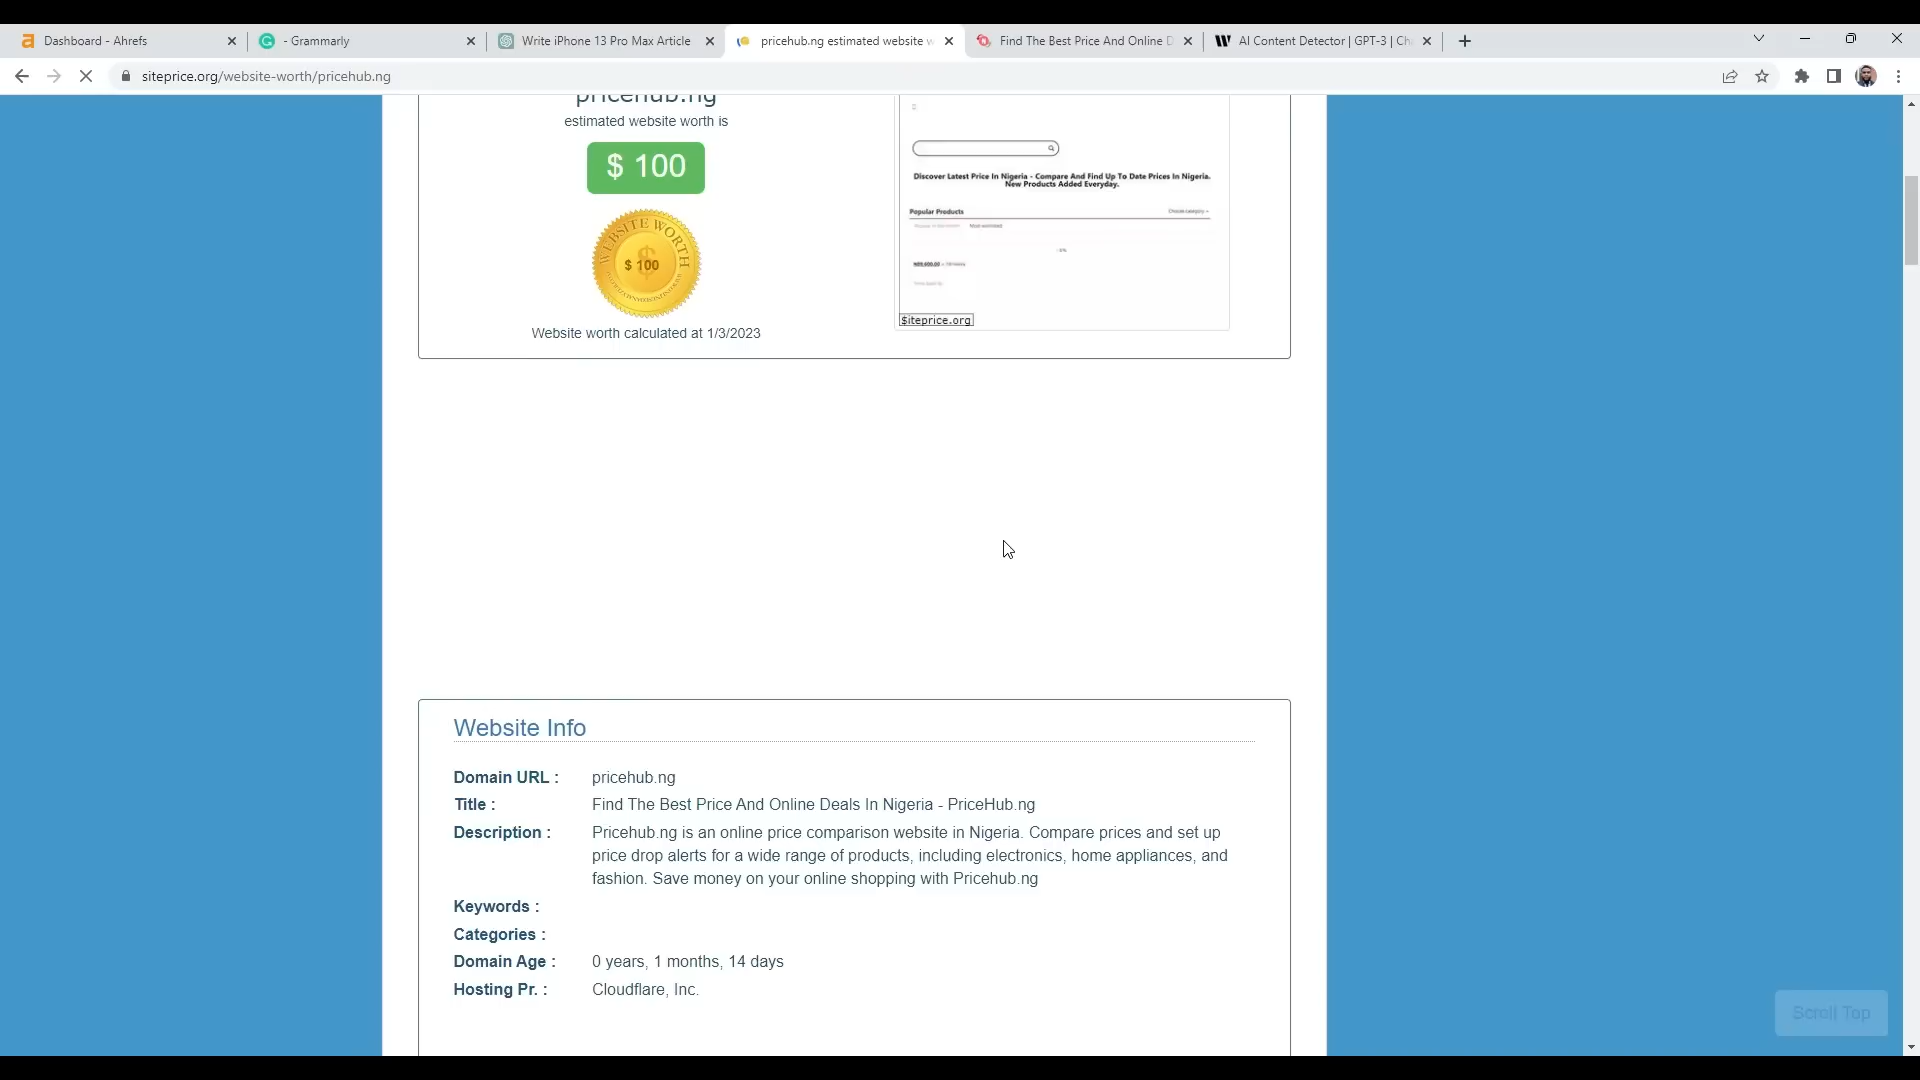 Dashboard - Ahrefs
- Grammarly
Write iPhone 13 Pro Max Article
pricehub.ng estimated website w
Find The Best Price And Online D
AI Content Detector | GPT-3 | Ch
siteprice.org/website-worth/pricehub.ng
pricehub.ng
estimated website worth is
$ 100
WEBSITE WORTH
$ 100
Website worth calculated at 1/3/2023
Discover Latest Price In Nigeria - Compare And Find Up To Date Prices In Nigeria.
New Products Added Everyday.
Popular Products
Choose category
Most wishlisted
$iteprice.org
Website Info
Domain URL : pricehub.ng
Title : Find The Best Price And Online Deals In Nigeria - PriceHub.ng
Description : Pricehub.ng is an online price comparison website in Nigeria. Compare prices and set up
price drop alerts for a wide range of products, including electronics, home appliances, and
fashion. Save money on your online shopping with Pricehub.ng
Keywords :
Categories :
Domain Age : 0 years, 1 months, 14 days
Hosting Pr. : Cloudflare, Inc.
Scroll Top